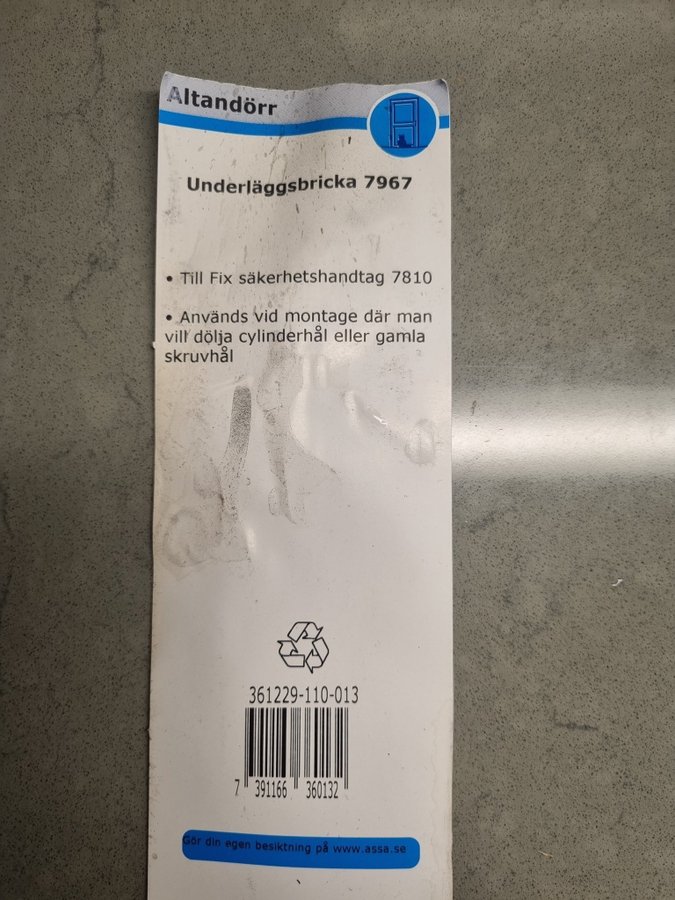 Altandörr
Underläggsbricka 7967
• Till Fix säkerhetshandtag 7810
• Används vid montage där man
vill dölja cylinderhål eller gamla
skruvhål
361229-110-013
7 391166 360132
Gör din egen besiktning på www.assa.se